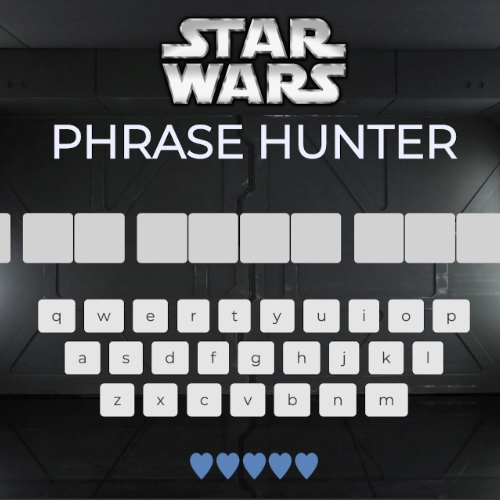 STAR
WARS
PHRASE HUNTER
q w e r t y u i o p
a s d f g h j k l
z x c v b n m